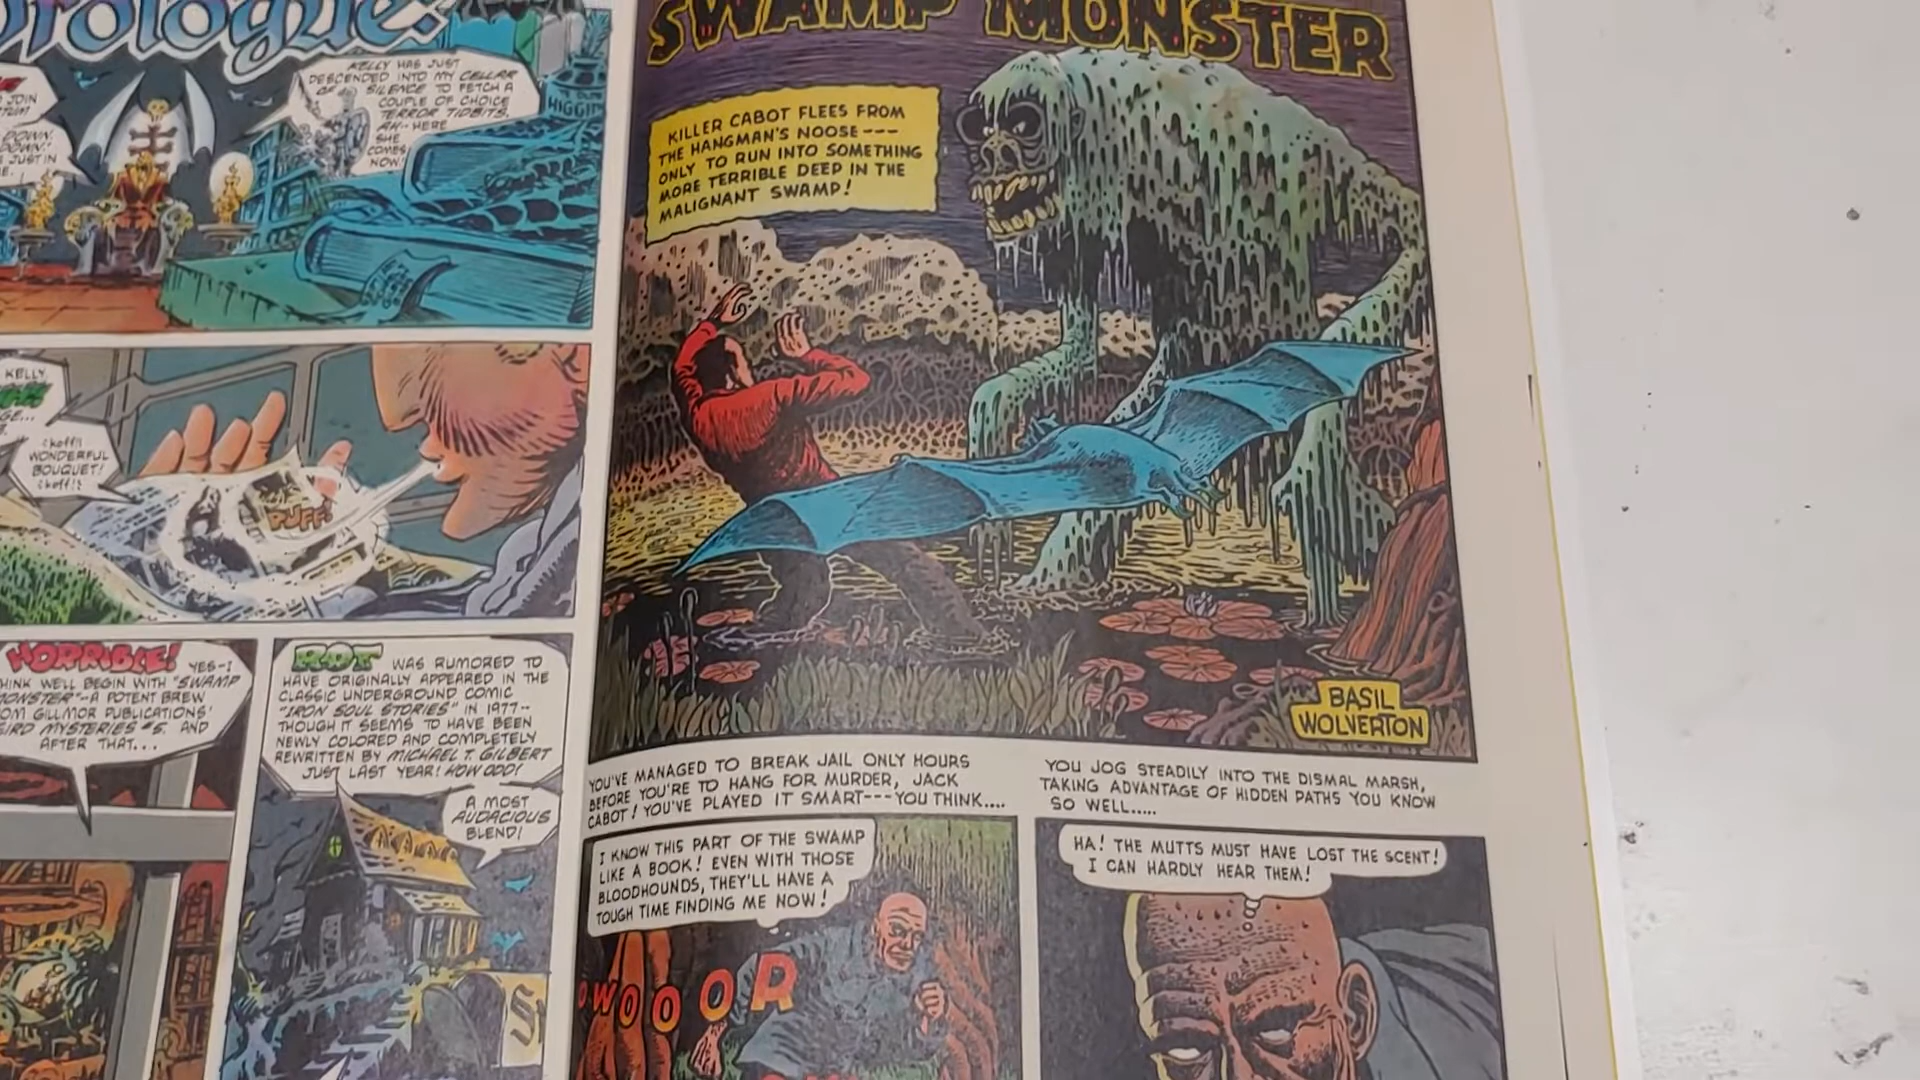 Prologue:
JOIN
DOWN.
DOWN.
JUST IN
KELLY HAS JUST
DESCENDED INTO MY CELLAR
OF SILENCE TO FETCH A
COUPLE OF CHOICE
TERROR TIDBITS.
AH-- HERE
SHE
COMES
NOW!
HIGGIN
KELLY
skoff!!
WONDERFUL
BOUQUET!
skoff!!
PUFF!
HORRIBLE! YES-I
THINK WE'LL BEGIN WITH "SWAMP
MONSTER"-A POTENT BREW
FROM GILLMOR PUBLICATIONS'
WEIRD MYSTERIES #5. AND
AFTER THAT...
ROT WAS RUMORED TO
HAVE ORIGINALLY APPEARED IN THE
CLASSIC UNDERGROUND COMIC
"IRON SOUL STORIES" IN 1977--
THOUGH IT SEEMS TO HAVE BEEN
NEWLY COLORED AND COMPLETELY
REWRITTEN BY MICHAEL T. GILBERT
JUST LAST YEAR! HOW ODD!
A MOST
AUDACIOUS
BLEND!
SWAMP MONSTER
KILLER CABOT FLEES FROM
THE HANGMAN'S NOOSE ---
ONLY TO RUN INTO SOMETHING
MORE TERRIBLE DEEP IN THE
MALIGNANT SWAMP!
BASIL
WOLVERTON
YOU'VE MANAGED TO BREAK JAIL ONLY HOURS
BEFORE YOU'RE TO HANG FOR MURDER, JACK
CABOT! YOU'VE PLAYED IT SMART---YOU THINK....
I KNOW THIS PART OF THE SWAMP
LIKE A BOOK! EVEN WITH THOSE
BLOODHOUNDS, THEY'LL HAVE A
TOUGH TIME FINDING ME NOW!
OWOOOOR
YOU JOG STEADILY INTO THE DISMAL MARSH,
TAKING ADVANTAGE OF HIDDEN PATHS YOU KNOW
SO WELL.....
HA! THE MUTTS MUST HAVE LOST THE SCENT!
I CAN HARDLY HEAR THEM!